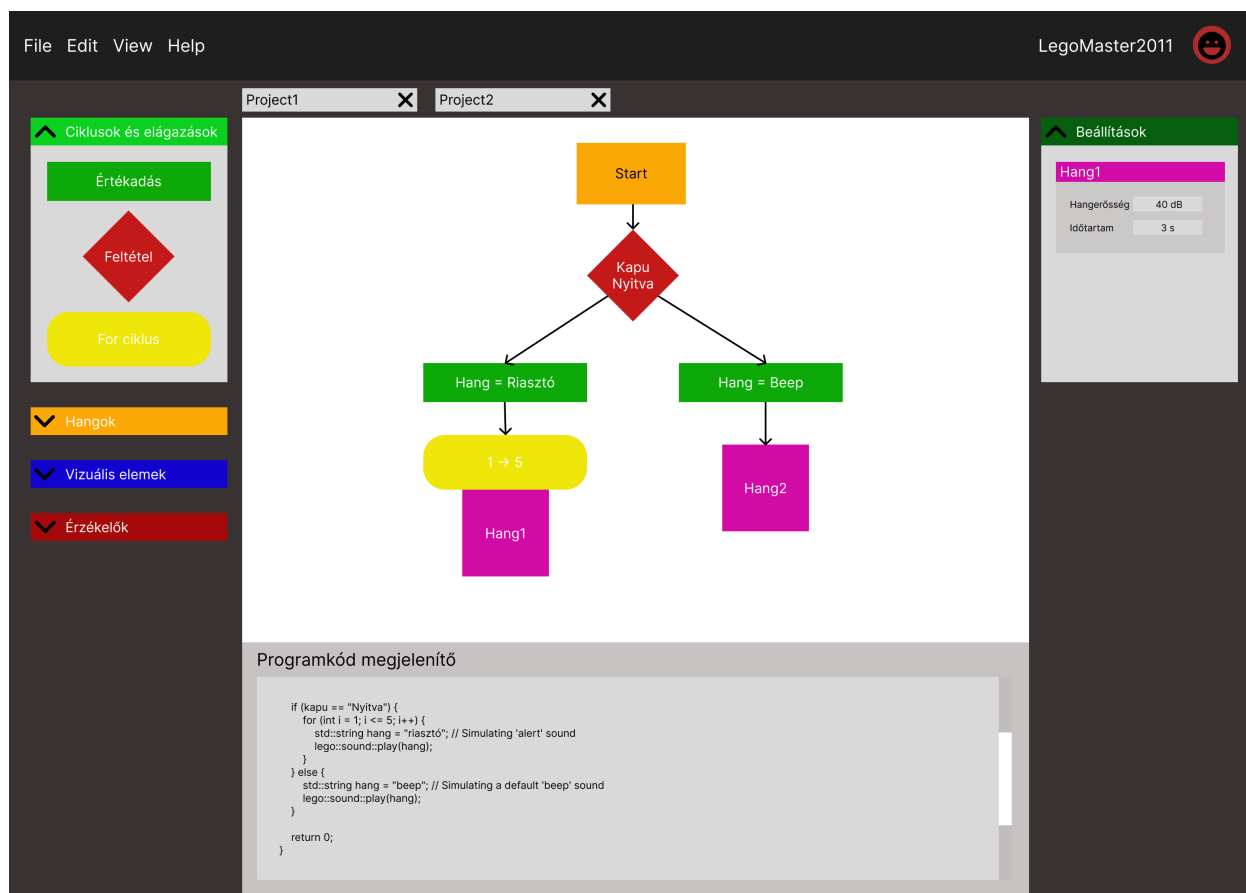 File Edit View Help
LegoMaster2011
Project1
Project2
Ciklusok és elágazások
Értékadás
Feltétel
For ciklus
Hangok
Vizuális elemek
Érzékelők
Start
Kapu
Nyitva
Hang = Riasztó
Hang = Beep
1 → 5
Hang1
Hang2
Beállítások
Hang1
Hangerősség 40 dB
Időtartam 3 s
Programkód megjelenítő
if (kapu == "Nyitva") {
for (int i = 1; i <= 5; i++) {
std::string hang = "riasztó"; // Simulating 'alert' sound
lego::sound::play(hang);
}
} else {
std::string hang = "beep"; // Simulating a default 'beep' sound
lego::sound::play(hang);
}
return 0;
}